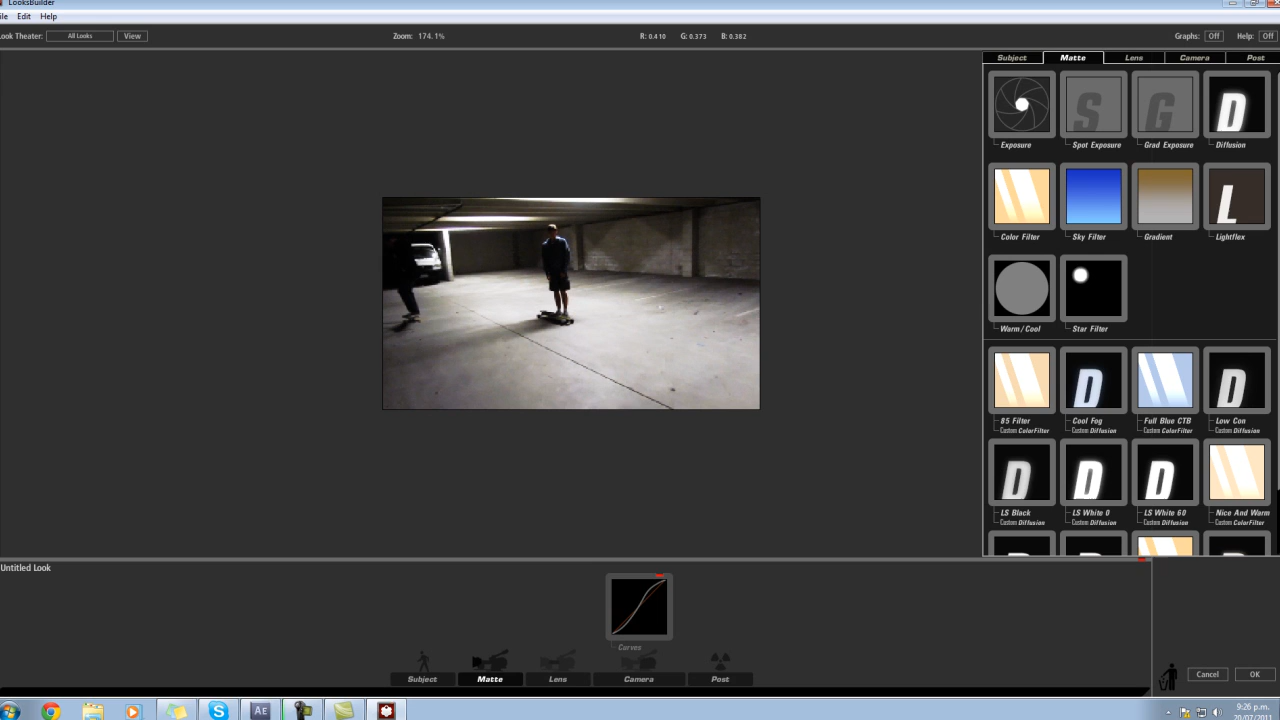 LooksBuilder
ile Edit Help
ook Theater: All Looks View Zoom: 174.1% R: 0.410 G: 0.373 B: 0.382 Graphs: Off Help: Off
Subject Matte Lens Camera Post
S G D
Exposure Spot Exposure Grad Exposure Diffusion
L
Color Filter Sky Filter Gradient Lightflex
Warm/Cool Star Filter
D D
85 Filter Cool Fog Full Blue CTB Low Con
Custom ColorFilter Custom Diffusion Custom ColorFilter Custom Diffusion
D D D
LS Black LS White 0 LS White 60 Nice And Warm
Custom Diffusion Custom Diffusion Custom Diffusion Custom ColorFilter
Untitled Look
Curves
Subject Matte Lens Camera Post
Cancel OK
S AE
9:26 p.m.
20/07/2011